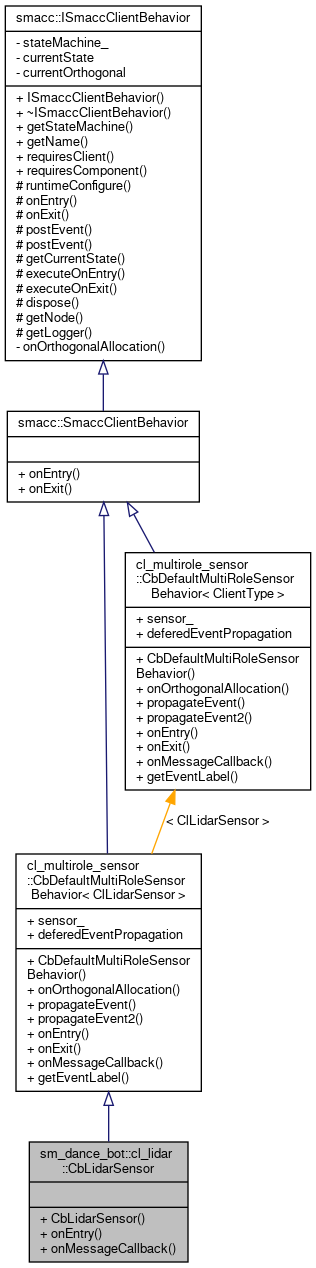 smacc::ISmaccClientBehavior
- stateMachine_
- currentState
- currentOrthogonal
+ ISmaccClientBehavior()
+ ~ISmaccClientBehavior()
+ getStateMachine()
+ getName()
+ requiresClient()
+ requiresComponent()
# runtimeConfigure()
# onEntry()
# onExit()
# postEvent()
# postEvent()
# getCurrentState()
# executeOnEntry()
# executeOnExit()
# dispose()
# getNode()
# getLogger()
- onOrthogonalAllocation()
smacc::SmaccClientBehavior
+ onEntry()
+ onExit()
cl_multirole_sensor
::CbDefaultMultiRoleSensor
Behavior< ClientType >
+ sensor_
+ deferedEventPropagation
+ CbDefaultMultiRoleSensor
Behavior()
+ onOrthogonalAllocation()
+ propagateEvent()
+ propagateEvent2()
+ onEntry()
+ onExit()
+ onMessageCallback()
+ getEventLabel()
< ClLidarSensor >
cl_multirole_sensor
::CbDefaultMultiRoleSensor
Behavior< ClLidarSensor >
+ sensor_
+ deferedEventPropagation
+ CbDefaultMultiRoleSensor
Behavior()
+ onOrthogonalAllocation()
+ propagateEvent()
+ propagateEvent2()
+ onEntry()
+ onExit()
+ onMessageCallback()
+ getEventLabel()
sm_dance_bot::cl_lidar
::CbLidarSensor
+ CbLidarSensor()
+ onEntry()
+ onMessageCallback()